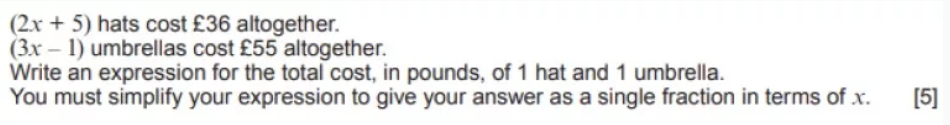 (2x + 5) hats cost £36 altogether.
(3x – 1) umbrellas cost £55 altogether.
Write an expression for the total cost, in pounds, of 1 hat and 1 umbrella.
You must simplify your expression to give your answer as a single fraction in terms of x. [5]